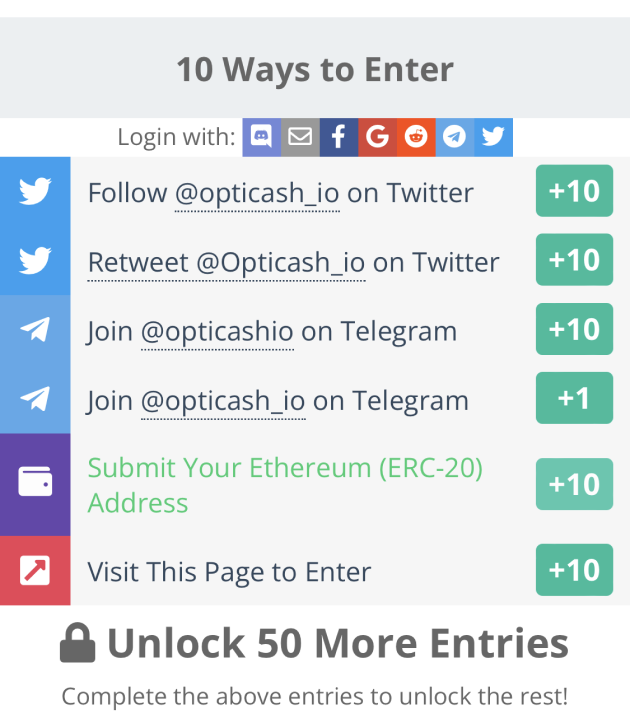 10 Ways to Enter
Login with:
Follow @opticash_io on Twitter
+10
Retweet @Opticash_io on Twitter
+10
Join @opticashio on Telegram
+10
Join @opticash_io on Telegram
+1
Submit Your Ethereum (ERC-20)
Address
+10
Visit This Page to Enter
+10
Unlock 50 More Entries
Complete the above entries to unlock the rest!